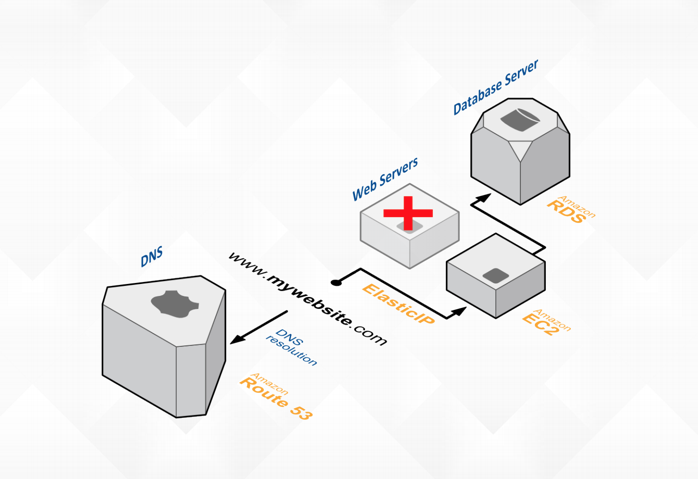 Database Server
Amazon
RDS
Web Servers
Amazon
EC2
ElasticIP
www.mywebsite.com
DNS
DNS
resolution
Amazon
Route 53